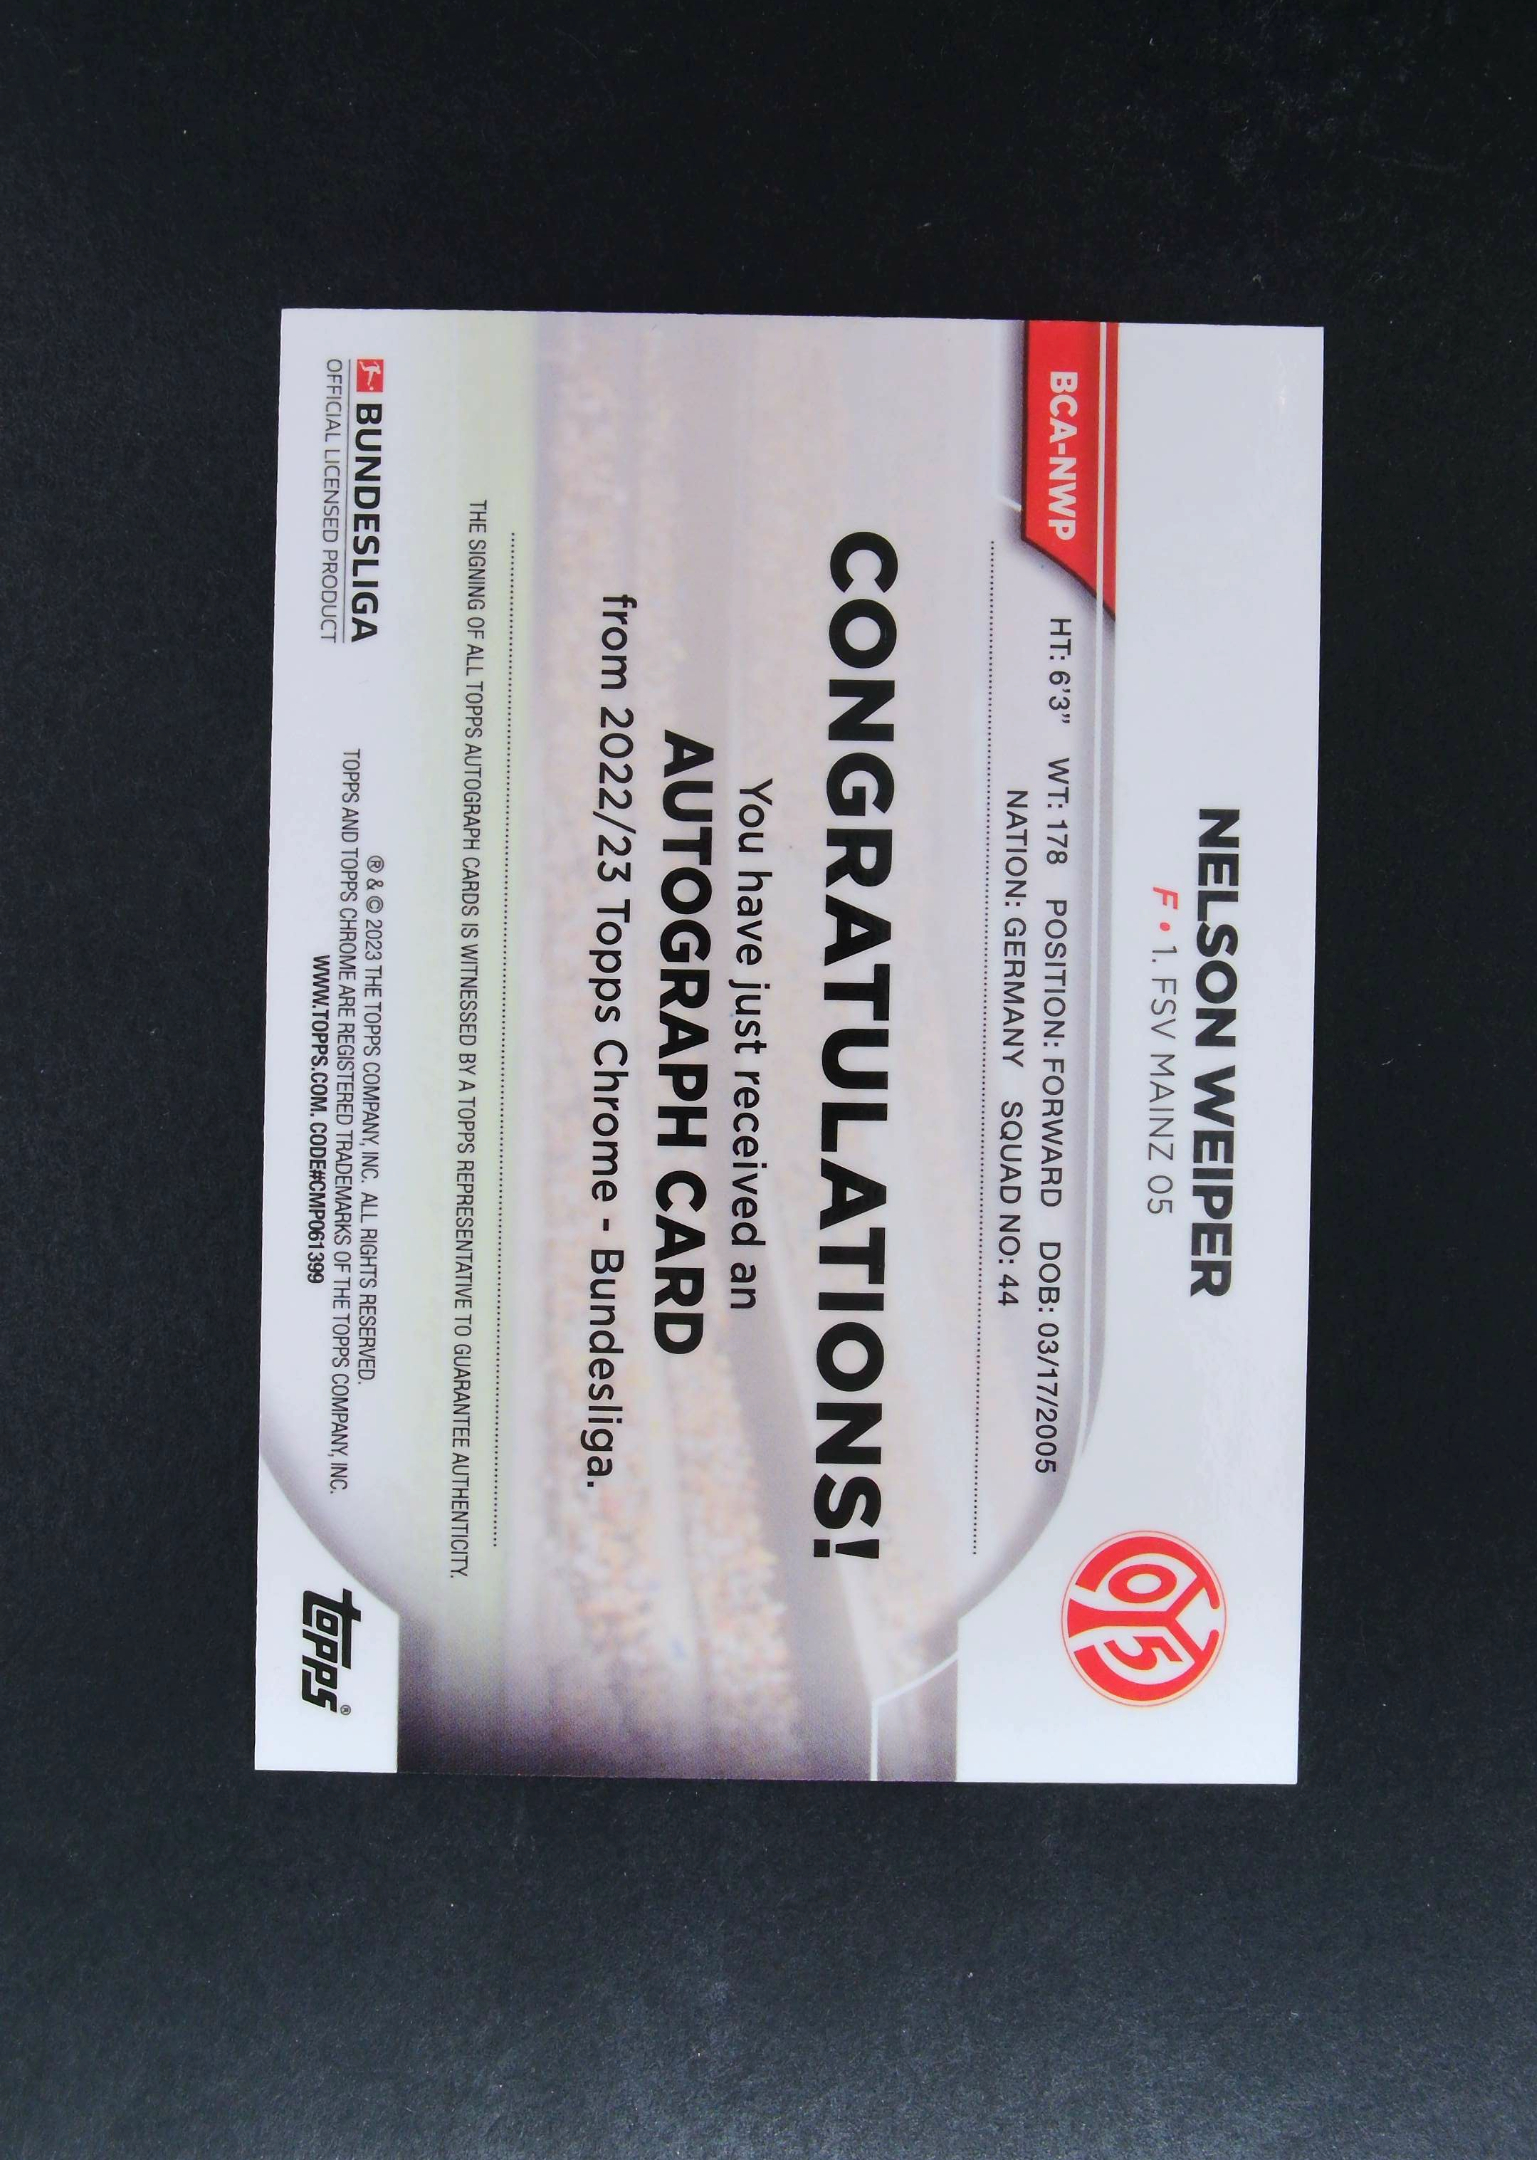 NELSON WEIPER
F • 1. FSV MAINZ 05
05
BCA-NWP
HT: 6'3" WT: 178 POSITION: FORWARD DOB: 03/17/2005
NATION: GERMANY SQUAD NO: 44
CONGRATULATIONS!
You have just received an
AUTOGRAPH CARD
from 2022/23 Topps Chrome - Bundesliga.
THE SIGNING OF ALL TOPPS AUTOGRAPH CARDS IS WITNESSED BY A TOPPS REPRESENTATIVE TO GUARANTEE AUTHENTICITY.
BUNDESLIGA
OFFICIAL LICENSED PRODUCT
® & © 2023 THE TOPPS COMPANY, INC. ALL RIGHTS RESERVED.
TOPPS AND TOPPS CHROME ARE REGISTERED TRADEMARKS OF THE TOPPS COMPANY, INC.
WWW.TOPPS.COM. CODE#CMP061399
topps®